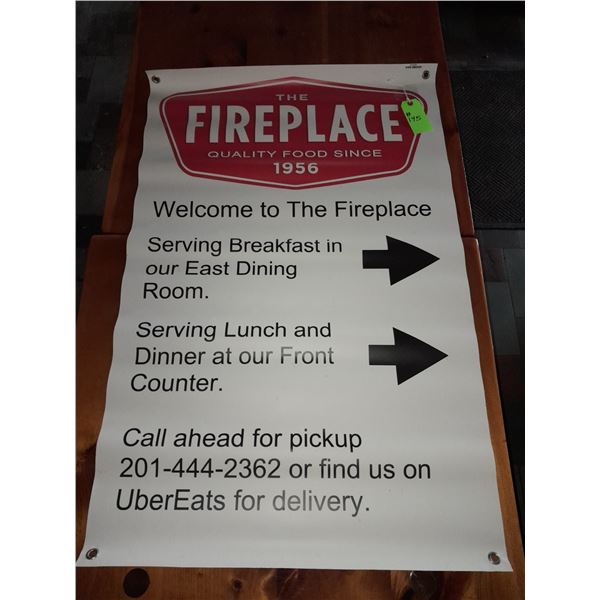 THE
FIREPLACE
QUALITY FOOD SINCE
1956
Welcome to The Fireplace
Serving Breakfast in
our East Dining
Room.
Serving Lunch and
Dinner at our Front
Counter.
Call ahead for pickup
201-444-2362 or find us on
UberEats for delivery.